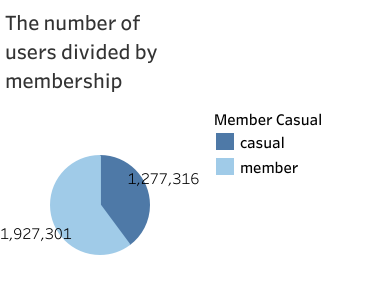 The number of
users divided by
membership
Member Casual
casual
member
1,277,316
1,927,301